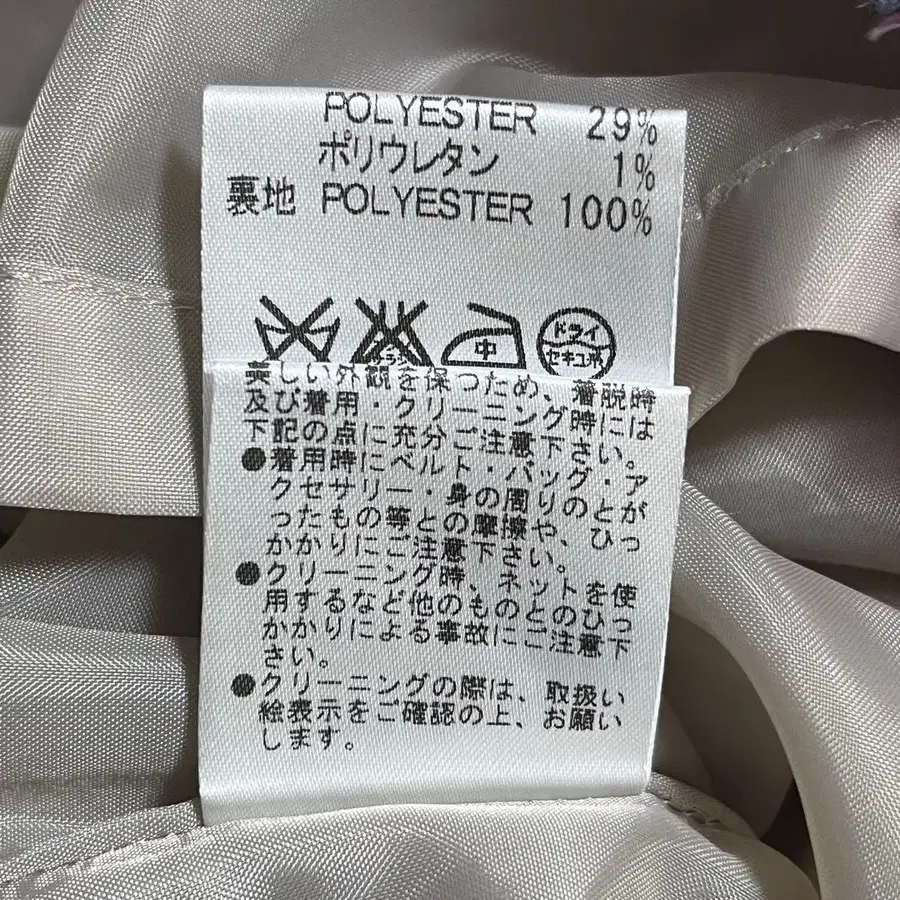 POLYESTER 29%
ポリウレタン 1%
裏地 POLYESTER 100%
中
ドライ
セキユ系
美しい外観を保つため、着脱時
及び着用・クリーニング時は
下記の点に充分ご注意下さい。
●着用時にベルト・バッグ・ア
クセサリー・身の周りの、とがっ
たもの等との摩擦や、ひっ
かかりにご注意下さい。
●クリーニング時、ネットを使
用するなど他のものとのひっ
かかりによる事故にご注意下
さい。
●クリーニングの際は、取扱い
絵表示をご確認の上、お願い
します。